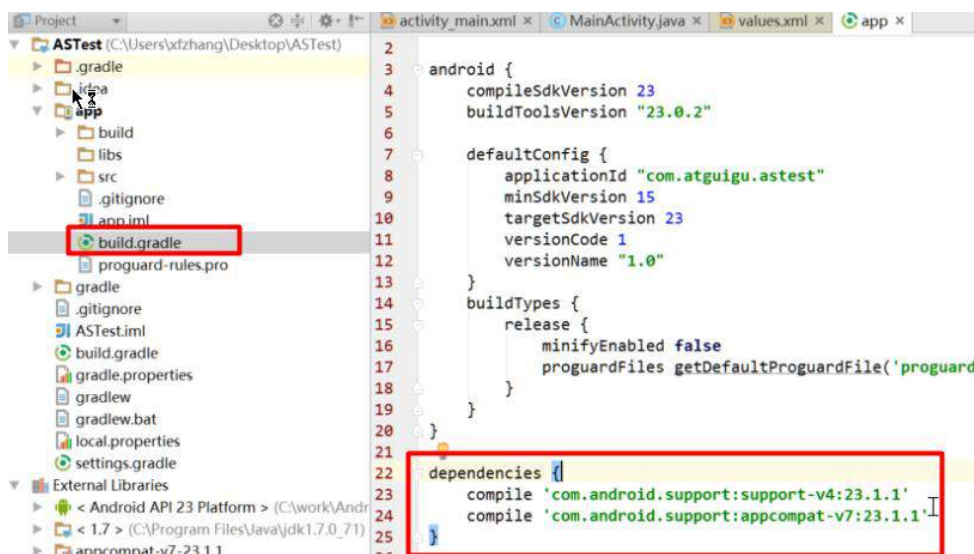 Project
ASTest (C:\Users\xfzhang\Desktop\ASTest)
.gradle
.idea
app
build
libs
src
.gitignore
app.iml
build.gradle
proguard-rules.pro
gradle
.gitignore
ASTest.iml
build.gradle
gradle.properties
gradlew
gradlew.bat
local.properties
settings.gradle
External Libraries
< Android API 23 Platform > (C:\work\Andr
< 1.7 > (C:\Program Files\Java\jdk1.7.0_71)
appcompat-v7-23.1.1
activity_main.xml × MainActivity.java × values.xml × app ×
2
3 android {
4 compileSdkVersion 23
5 buildToolsVersion "23.0.2"
6
7 defaultConfig {
8 applicationId "com.atguigu.astest"
9 minSdkVersion 15
10 targetSdkVersion 23
11 versionCode 1
12 versionName "1.0"
13 }
14 buildTypes {
15 release {
16 minifyEnabled false
17 proguardFiles getDefaultProguardFile('proguard
18 }
19 }
20 }
21
22 dependencies {
23 compile 'com.android.support:support-v4:23.1.1'
24 compile 'com.android.support:appcompat-v7:23.1.1'
25 }